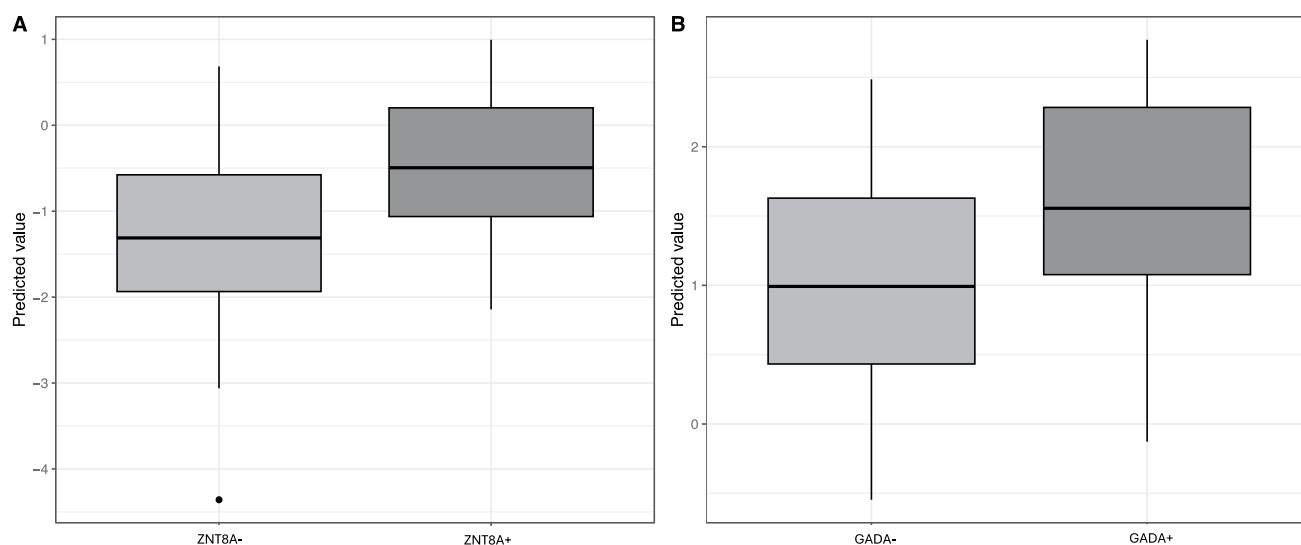 A
Predicted value
1
0
−1
−2
−3
−4
ZNT8A-
ZNT8A+
B
Predicted value
2
1
0
GADA-
GADA+